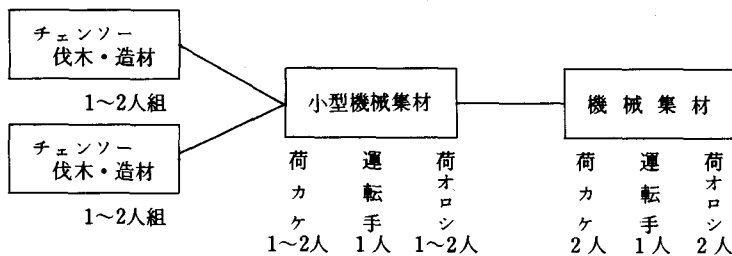 チェンソー
伐木・造材
1～2人組
チェンソー
伐木・造材
1～2人組
小型機械集材
荷カケ 運転手 荷オロシ
1～2人 1人 1～2人
機械集材
荷カケ 運転手 荷オロシ
2人 1人 2人